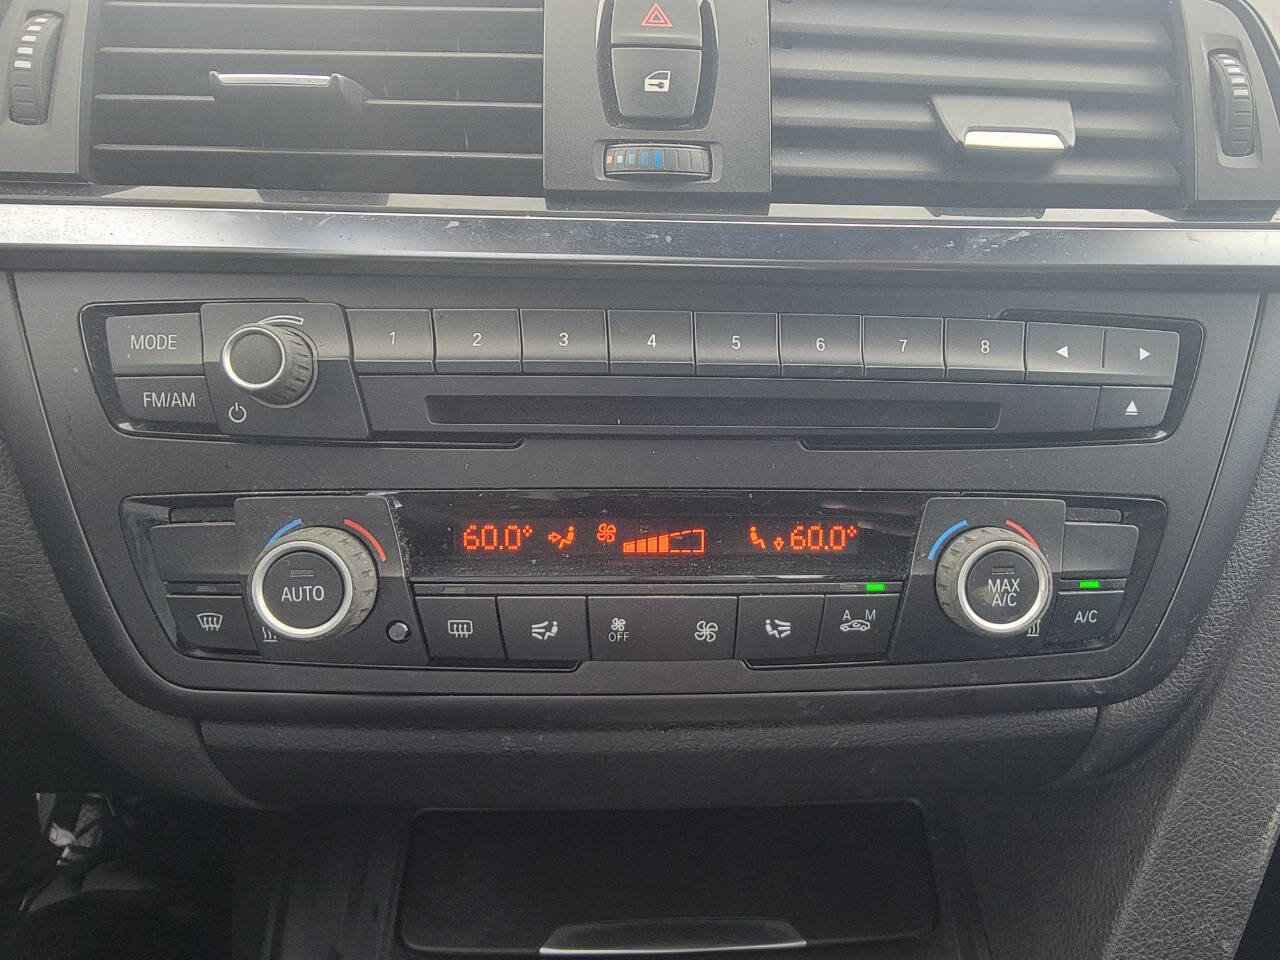 MODE
1 2 3 4 5 6 7 8
FM/AM
60.0° 60.0°
AUTO
MAX
A/C
OFF
A M
A/C